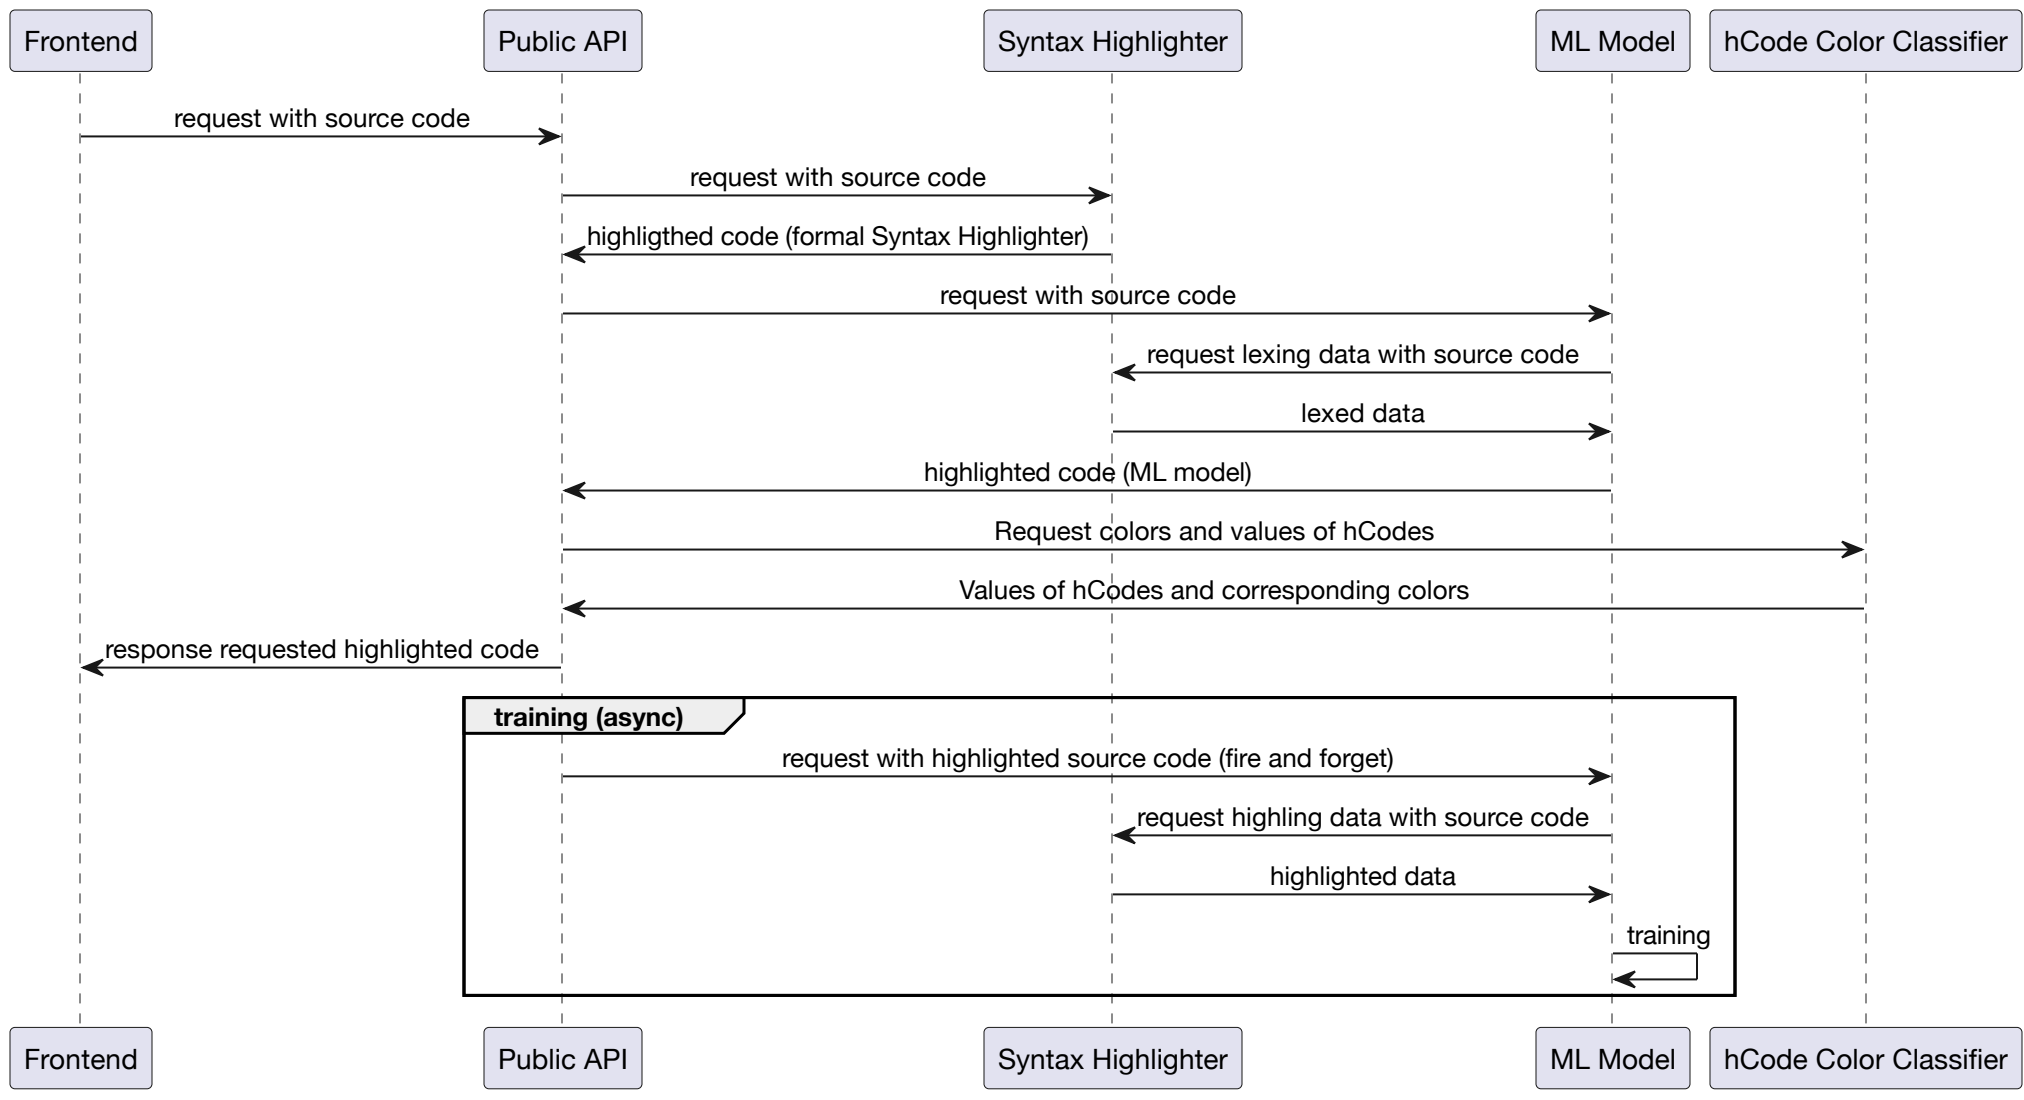 Frontend
Public API
Syntax Highlighter
ML Model
hCode Color Classifier
request with source code
request with source code
highligthed code (formal Syntax Highlighter)
request with source code
request lexing data with source code
lexed data
highlighted code (ML model)
Request colors and values of hCodes
Values of hCodes and corresponding colors
response requested highlighted code
training (async)
request with highlighted source code (fire and forget)
request highling data with source code
highlighted data
training
Frontend
Public API
Syntax Highlighter
ML Model
hCode Color Classifier